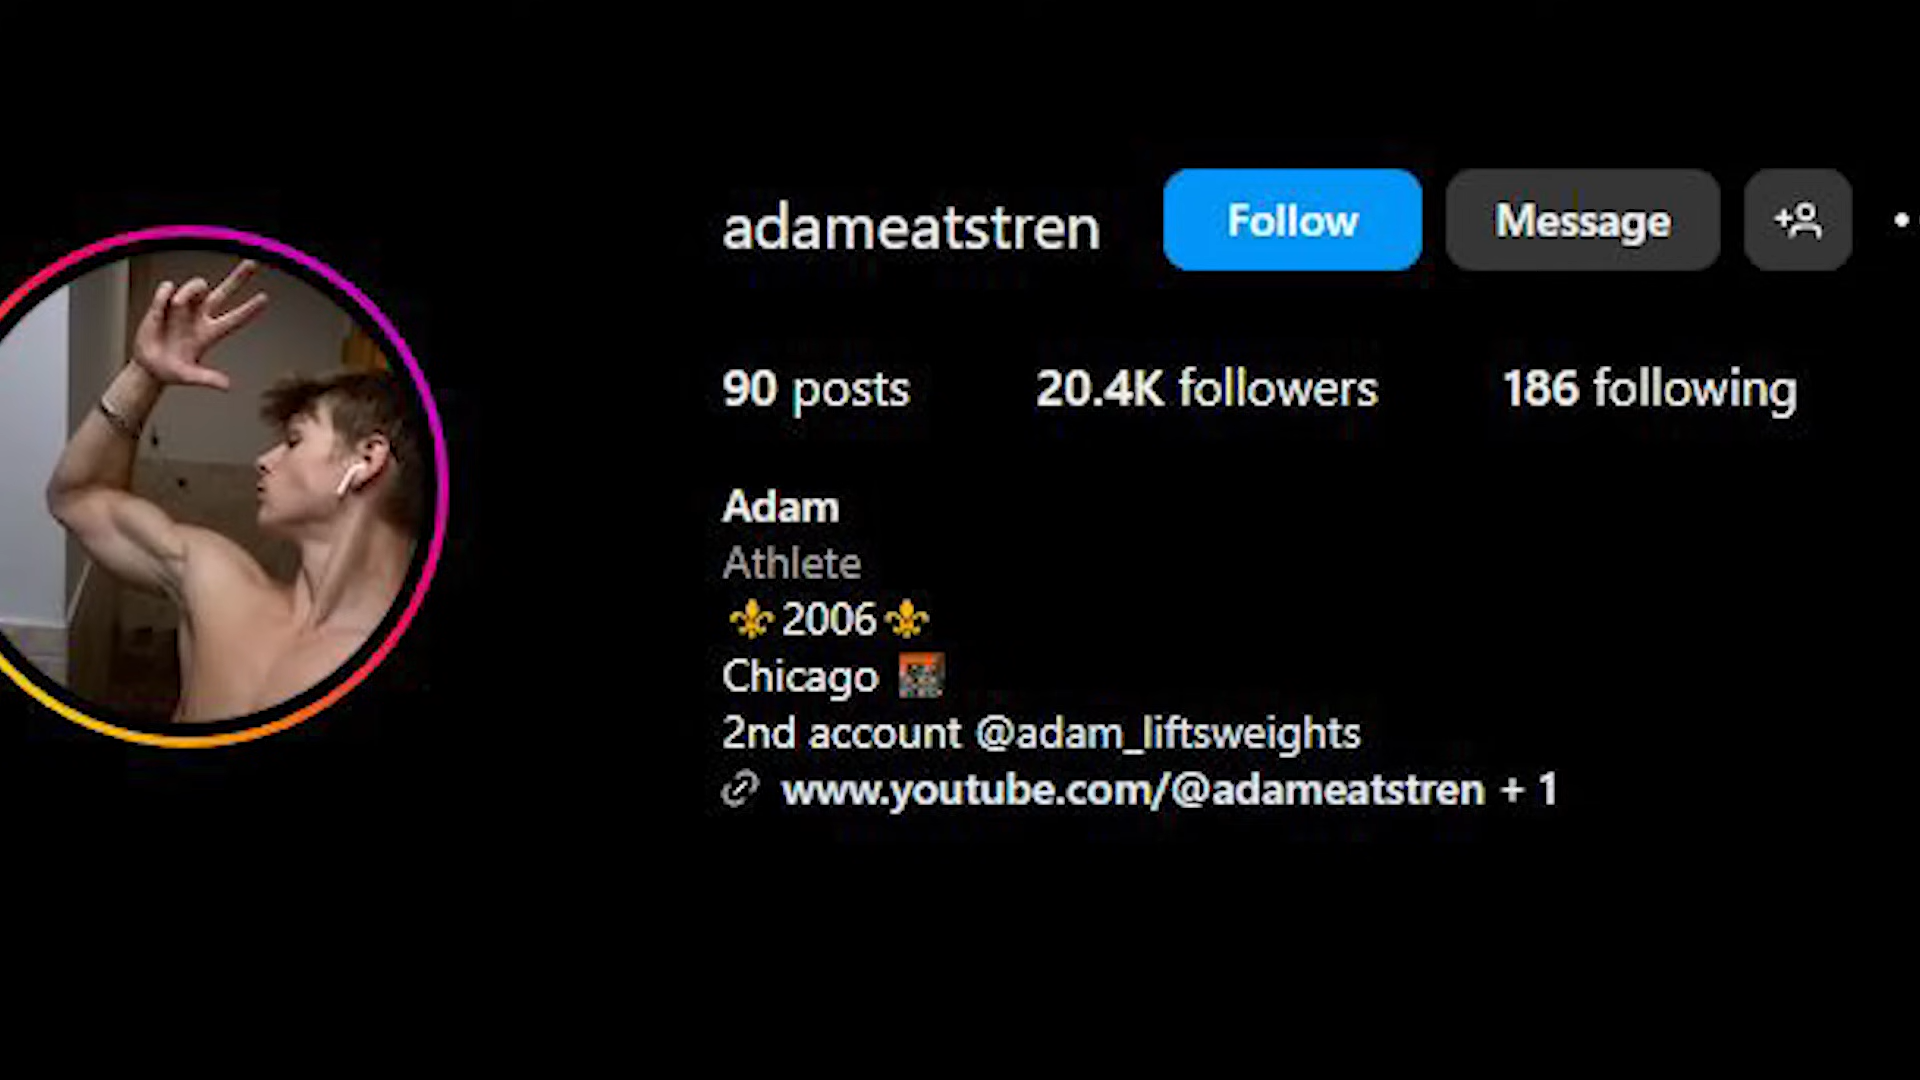 adameatstren Follow Message
90 posts 20.4K followers 186 following
Adam
Athlete
⚜️2006⚜️
Chicago 🌆
2nd account @adam_liftsweights
www.youtube.com/@adameatstren + 1